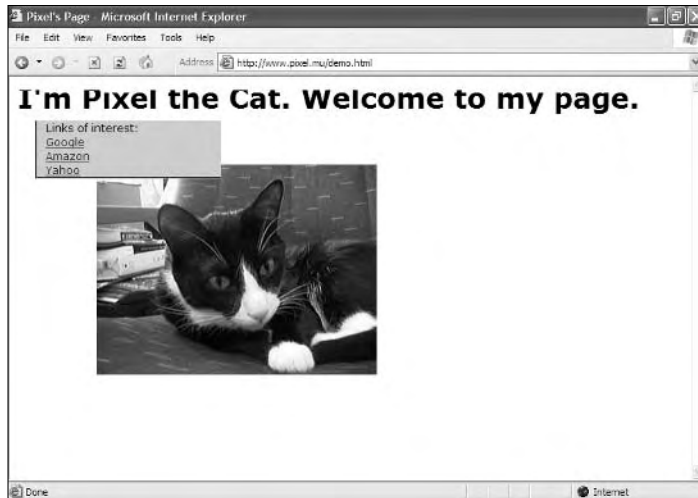 Pixel's Page - Microsoft Internet Explorer
File Edit View Favorites Tools Help
Address http://www.pixel.mu/demo.html
I'm Pixel the Cat. Welcome to my page.
Links of interest:
Google
Amazon
Yahoo
Done Internet